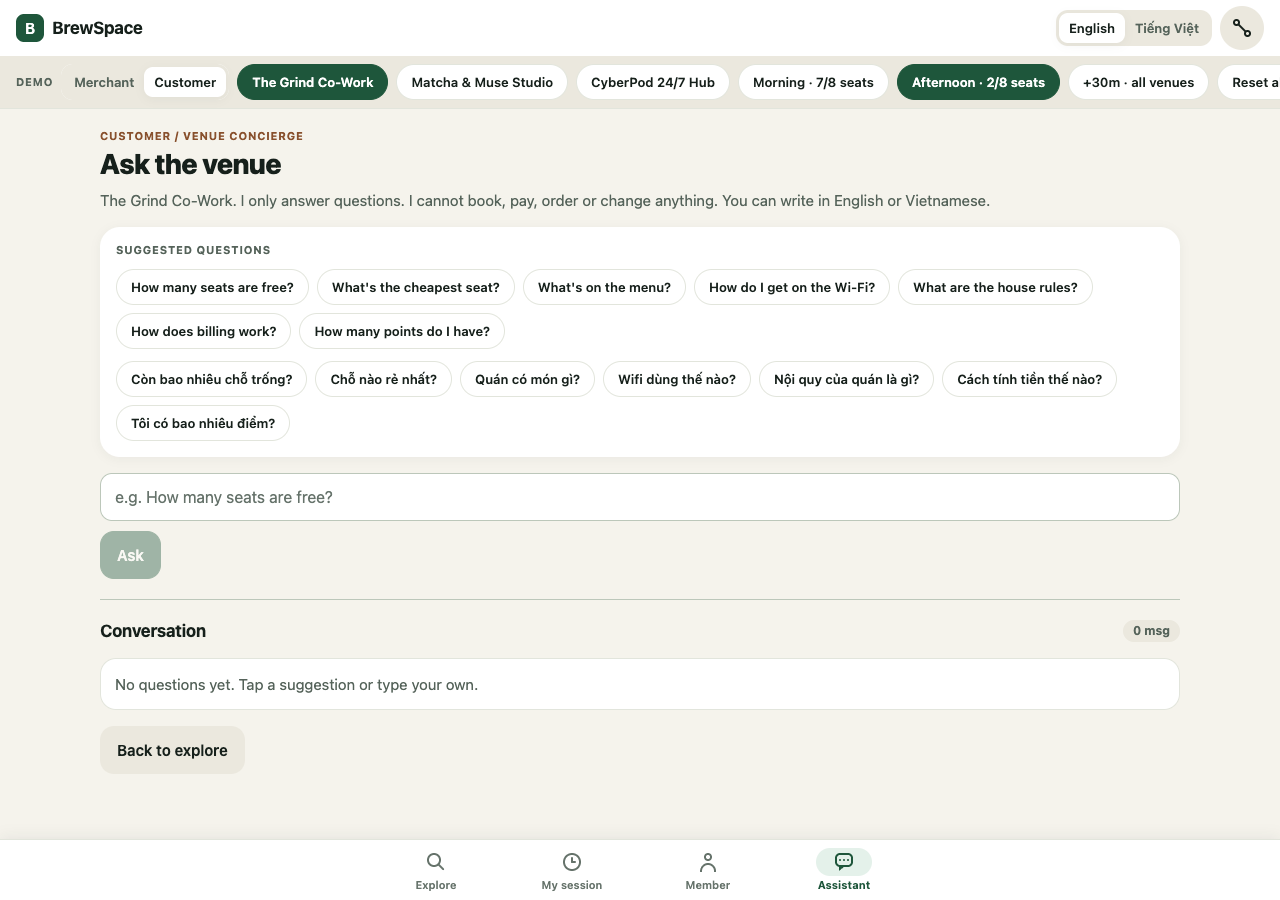 B BrewSpace
English Tiếng Việt
DEMO Merchant Customer The Grind Co-Work Matcha & Muse Studio CyberPod 24/7 Hub Morning · 7/8 seats Afternoon · 2/8 seats +30m · all venues Reset a
CUSTOMER / VENUE CONCIERGE
Ask the venue
The Grind Co-Work. I only answer questions. I cannot book, pay, order or change anything. You can write in English or Vietnamese.
SUGGESTED QUESTIONS
How many seats are free? What's the cheapest seat? What's on the menu? How do I get on the Wi-Fi? What are the house rules?
How does billing work? How many points do I have?
Còn bao nhiêu chỗ trống? Chỗ nào rẻ nhất? Quán có món gì? Wifi dùng thế nào? Nội quy của quán là gì? Cách tính tiền thế nào?
Tôi có bao nhiêu điểm?
e.g. How many seats are free?
Ask
Conversation 0 msg
No questions yet. Tap a suggestion or type your own.
Back to explore
Explore My session Member Assistant